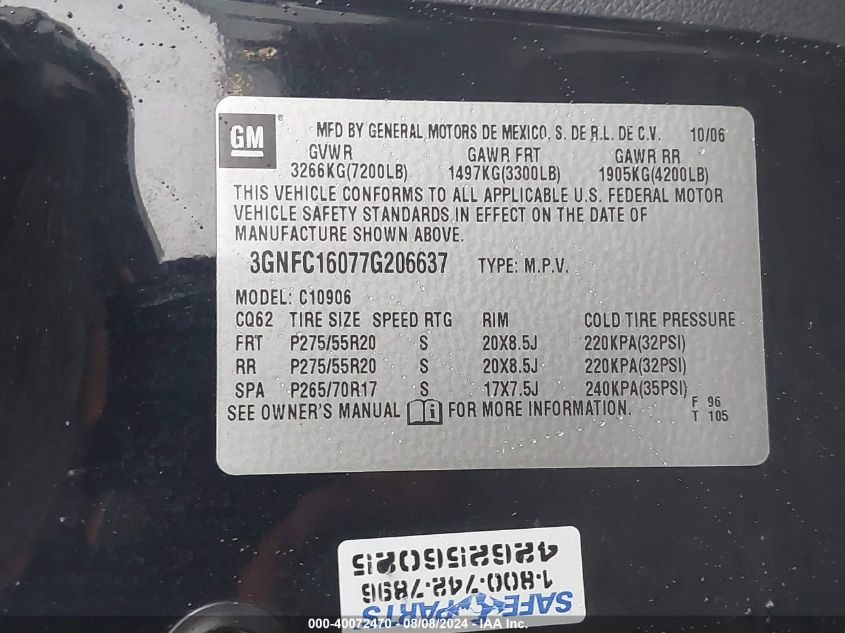 GM
MFD BY GENERAL MOTORS DE MEXICO, S. DE R.L. DE C.V. 10/06
GVWR GAWR FRT GAWR RR
3266KG(7200LB) 1497KG(3300LB) 1905KG(4200LB)
THIS VEHICLE CONFORMS TO ALL APPLICABLE U.S. FEDERAL MOTOR
VEHICLE SAFETY STANDARDS IN EFFECT ON THE DATE OF
MANUFACTURE SHOWN ABOVE.
3GNFC16077G206637 TYPE: M.P.V.
MODEL: C10906
CQ62 TIRE SIZE SPEED RTG RIM COLD TIRE PRESSURE
FRT P275/55R20 S 20X8.5J 220KPA(32PSI)
RR P275/55R20 S 20X8.5J 220KPA(32PSI)
SPA P265/70R17 S 17X7.5J 240KPA(35PSI)
SEE OWNER'S MANUAL FOR MORE INFORMATION. F 96
T 105
SAFE PARTS
1-800-742-7896
4262256025
000-40072470 - 08/08/2024 - IAA Inc.